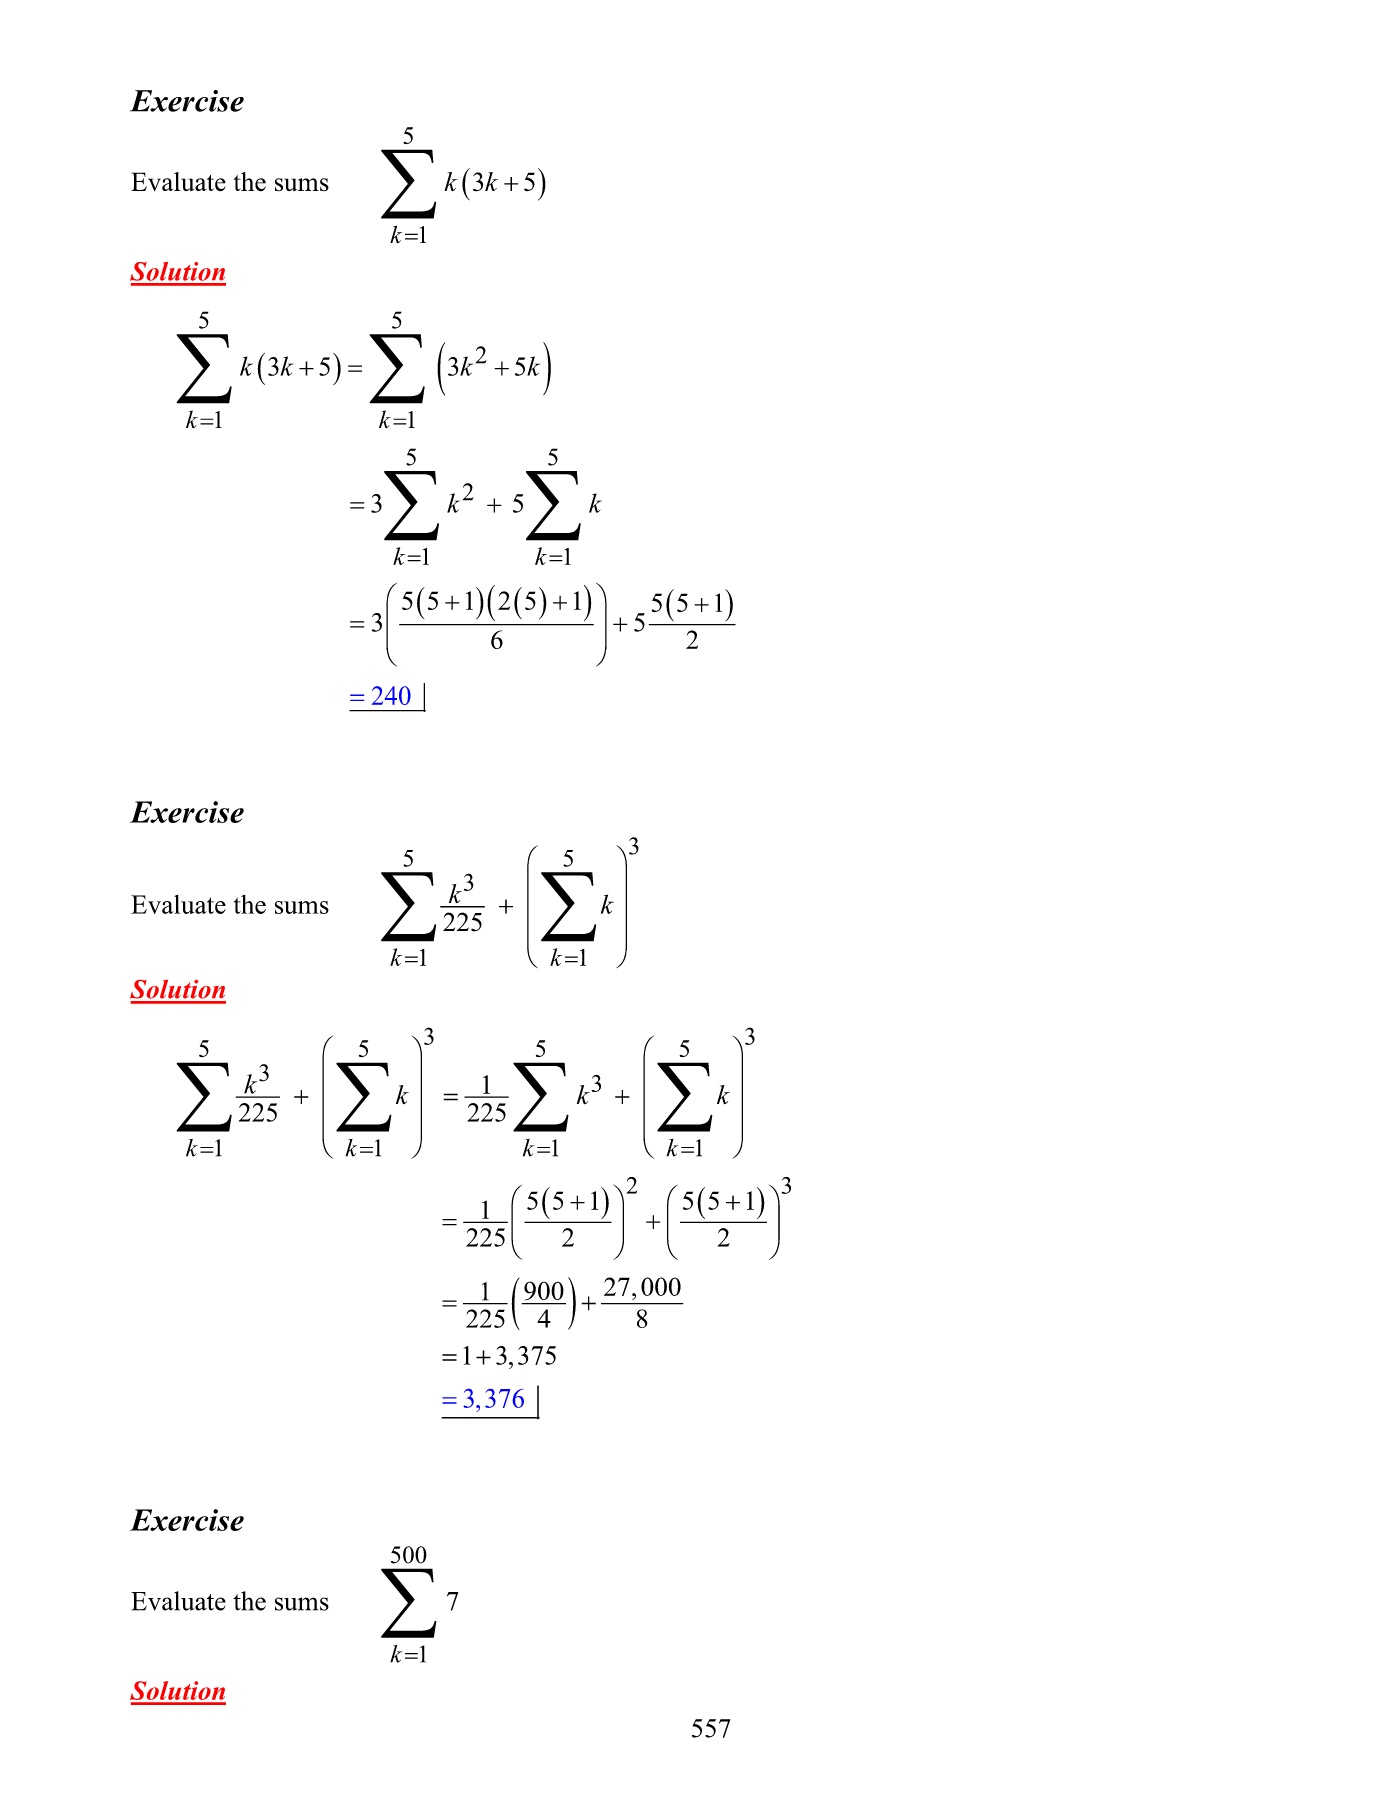 Exercise
Evaluate the sums $\sum_{k=1}^{5} k(3k+5)$
Solution
$\sum_{k=1}^{5} k(3k+5) = \sum_{k=1}^{5} \left(3k^2+5k\right)$
$= 3\sum_{k=1}^{5} k^2 + 5\sum_{k=1}^{5} k$
$= 3\left(\frac{5(5+1)(2(5)+1)}{6}\right) + 5\frac{5(5+1)}{2}$
$= 240$
Exercise
Evaluate the sums $\sum_{k=1}^{5} \frac{k^3}{225} + \left(\sum_{k=1}^{5} k\right)^3$
Solution
$\sum_{k=1}^{5} \frac{k^3}{225} + \left(\sum_{k=1}^{5} k\right)^3 = \frac{1}{225}\sum_{k=1}^{5} k^3 + \left(\sum_{k=1}^{5} k\right)^3$
$= \frac{1}{225}\left(\frac{5(5+1)}{2}\right)^2 + \left(\frac{5(5+1)}{2}\right)^3$
$= \frac{1}{225}\left(\frac{900}{4}\right) + \frac{27,000}{8}$
$= 1+3,375$
$= 3,376$
Exercise
Evaluate the sums $\sum_{k=1}^{500} 7$
Solution
557